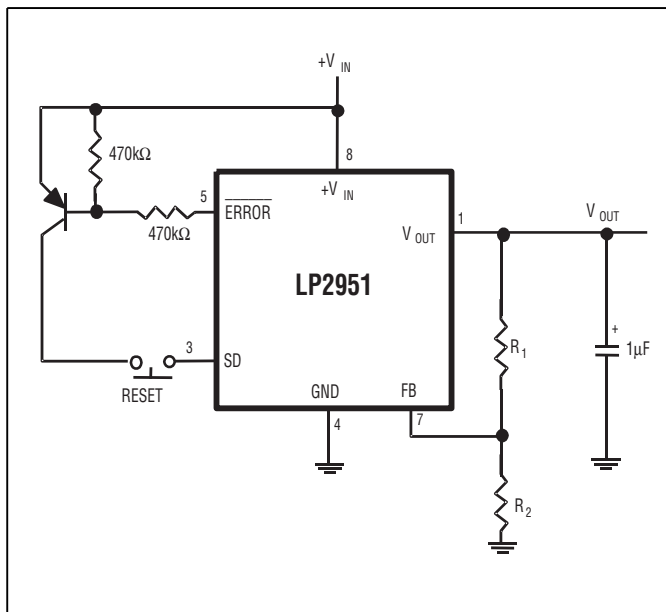 +V IN
470kΩ
8
+V IN
5
ERROR
470kΩ
1
V OUT
V OUT
LP2951
3
SD
RESET
GND
FB
4
7
R1
+
1µF
R2